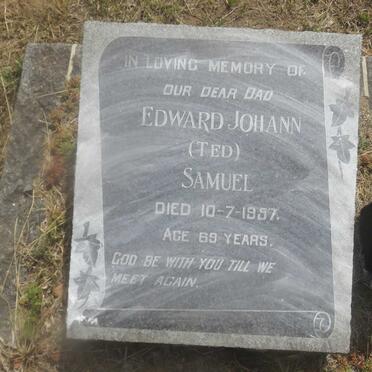 IN LOVING MEMORY OF
OUR DEAR DAD
EDWARD JOHANN
(TED)
SAMUEL
DIED 10-7-1957.
AGE 69 YEARS.
GOD BE WITH YOU TILL WE
MEET AGAIN.